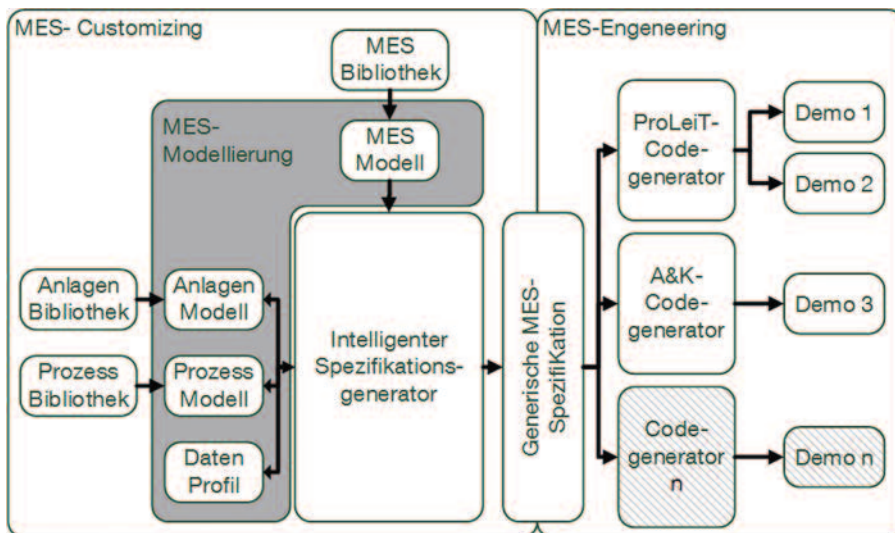 MES- Customizing
MES-Engeneering
MES
Bibliothek
MES-
Modellierung
MES
Modell
Anlagen
Bibliothek
Anlagen
Modell
Prozess
Bibliothek
Prozess
Modell
Daten
Profil
Intelligenter
Spezifikations-
generator
Generische MES-
Spezifikation
ProLeiT-
Code-
generator
Demo 1
Demo 2
A&K-
Code-
generator
Demo 3
Code-
generator
n
Demo n